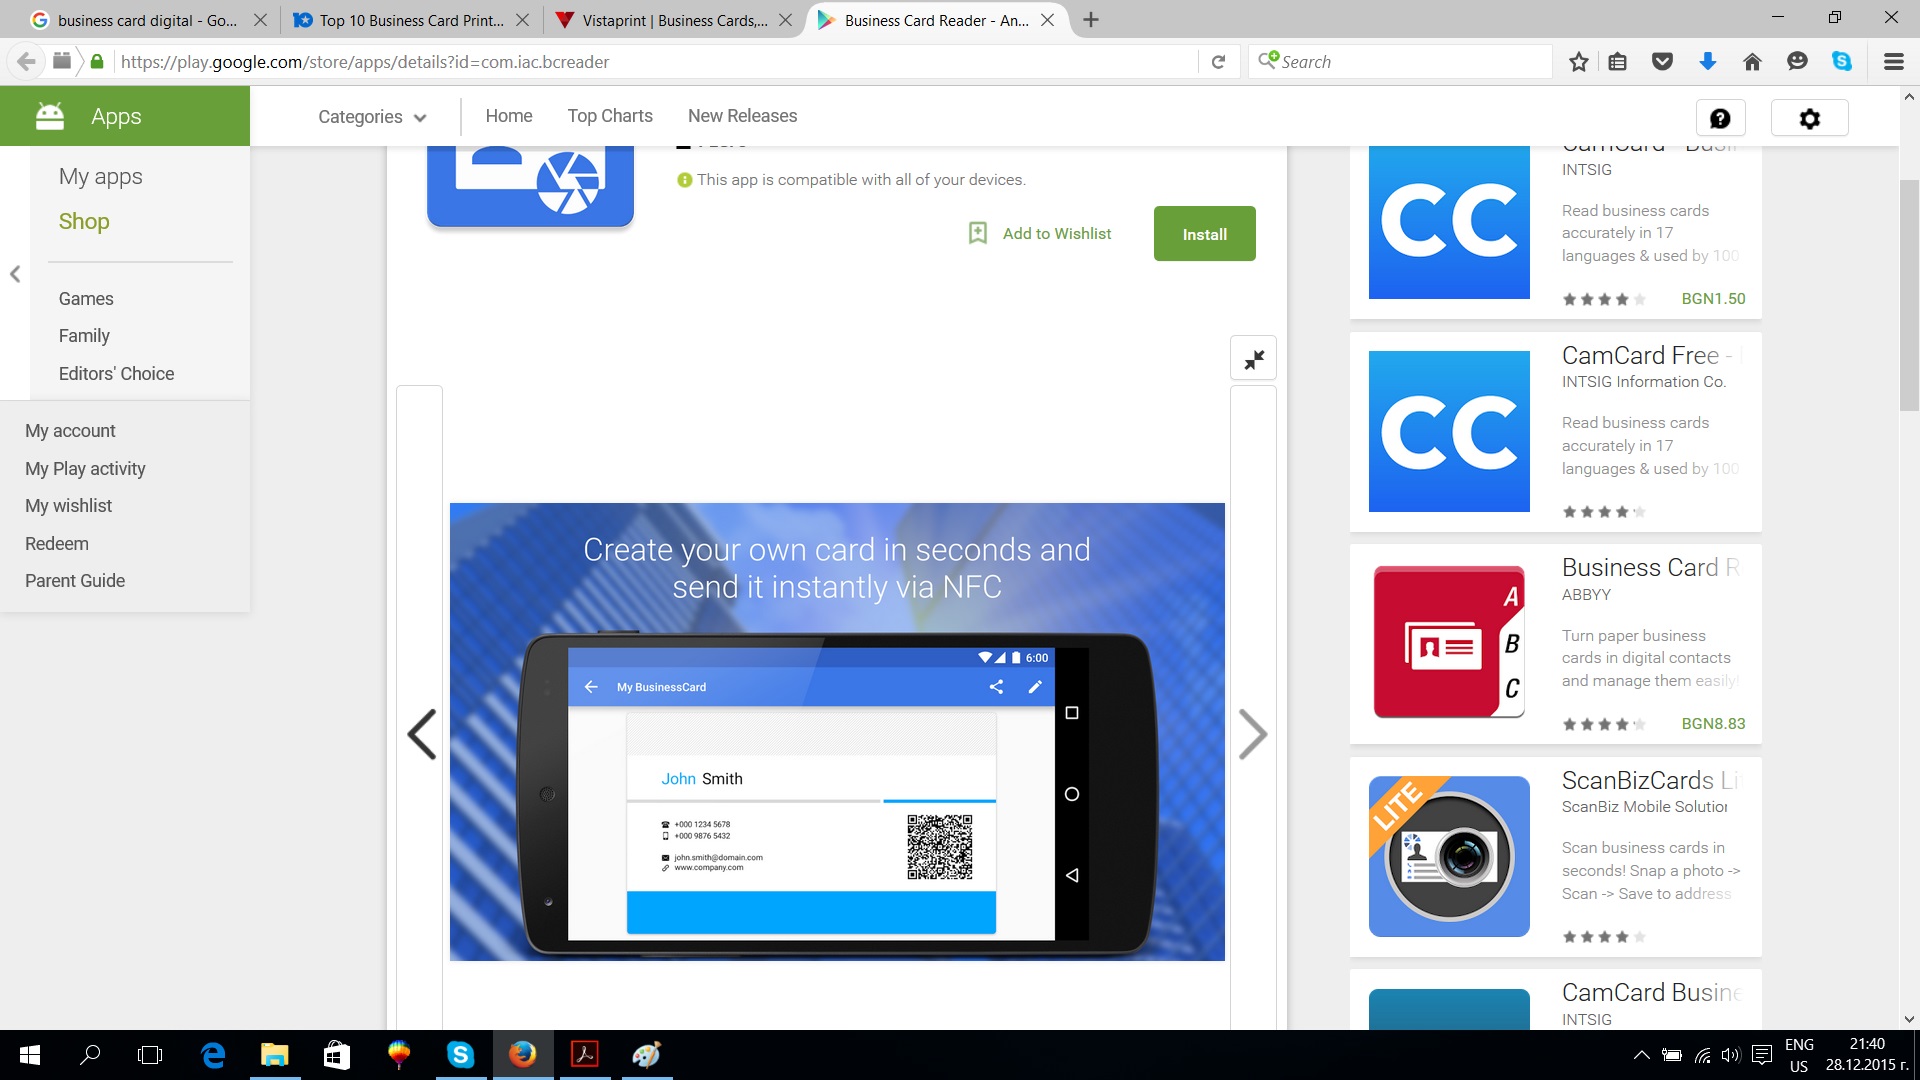 business card digital - Go...
Top 10 Business Card Print...
Vistaprint | Business Cards,...
Business Card Reader - An...
https://play.google.com/store/apps/details?id=com.iac.bcreader
Search
Apps
Categories
Home
Top Charts
New Releases
My apps
Shop
Games
Family
Editors' Choice
My account
My Play activity
My wishlist
Redeem
Parent Guide
This app is compatible with all of your devices.
Add to Wishlist
Install
Create your own card in seconds and
send it instantly via NFC
6:00
My BusinessCard
John Smith
+000 1234 5678
+000 9876 5432
john.smith@domain.com
www.company.com
CC
CamCard - Busi
INTSIG
Read business cards
accurately in 17
languages & used by 100
BGN1.50
CC
CamCard Free -
INTSIG Information Co.
Read business cards
accurately in 17
languages & used by 100
A
B
C
Business Card R
ABBYY
Turn paper business
cards in digital contacts
and manage them easily!
BGN8.83
LITE
ScanBizCards Li
ScanBiz Mobile Solution
Scan business cards in
seconds! Snap a photo ->
Scan -> Save to address
CamCard Busine
INTSIG
ENG
US
21:40
28.12.2015 г.